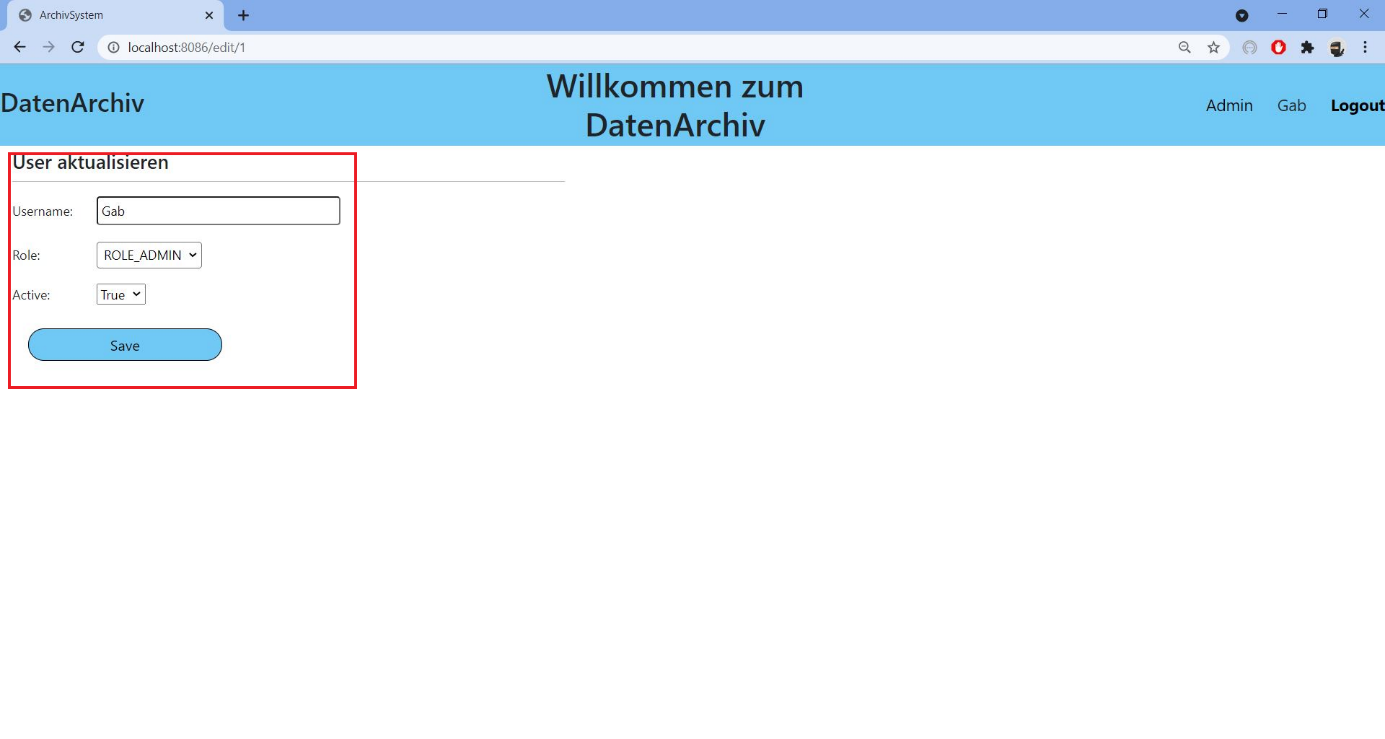 ArchivSystem
localhost:8086/edit/1
DatenArchiv
Willkommen zum
DatenArchiv
Admin Gab Logout
User aktualisieren
Username: Gab
Role: ROLE_ADMIN
Active: True
Save